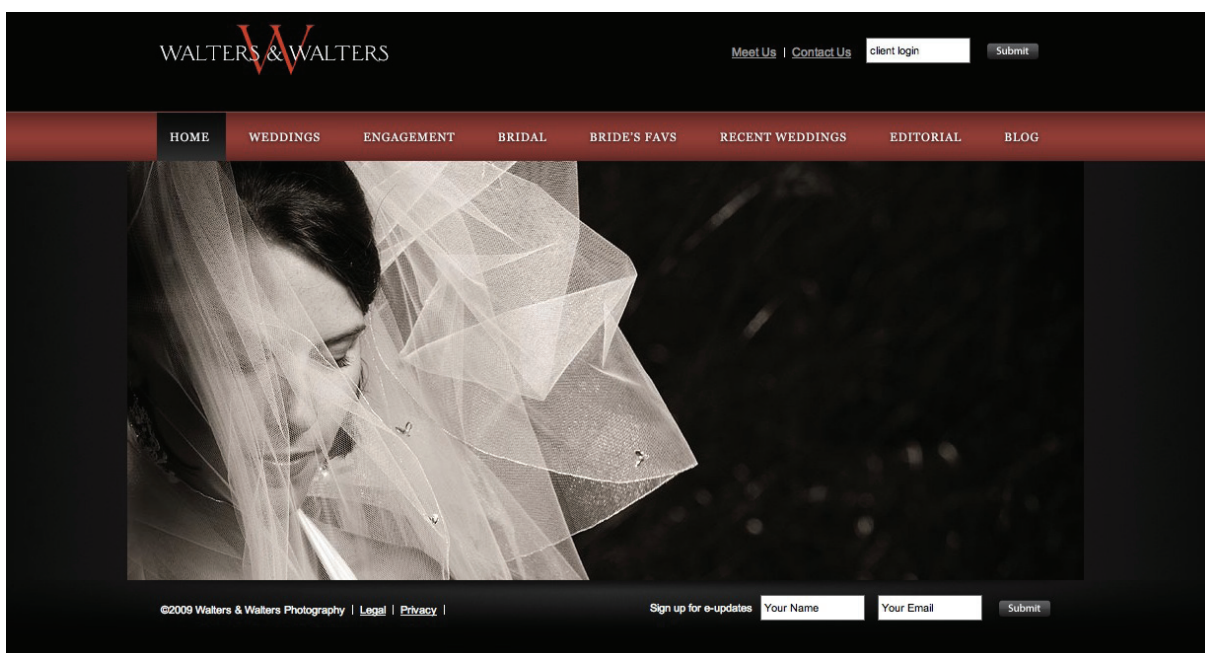 WALTERS & WALTERS
Meet Us | Contact Us client login Submit
HOME WEDDINGS ENGAGEMENT BRIDAL BRIDE'S FAVS RECENT WEDDINGS EDITORIAL BLOG
©2009 Walters & Walters Photography | Legal | Privacy | Sign up for e-updates Your Name Your Email Submit